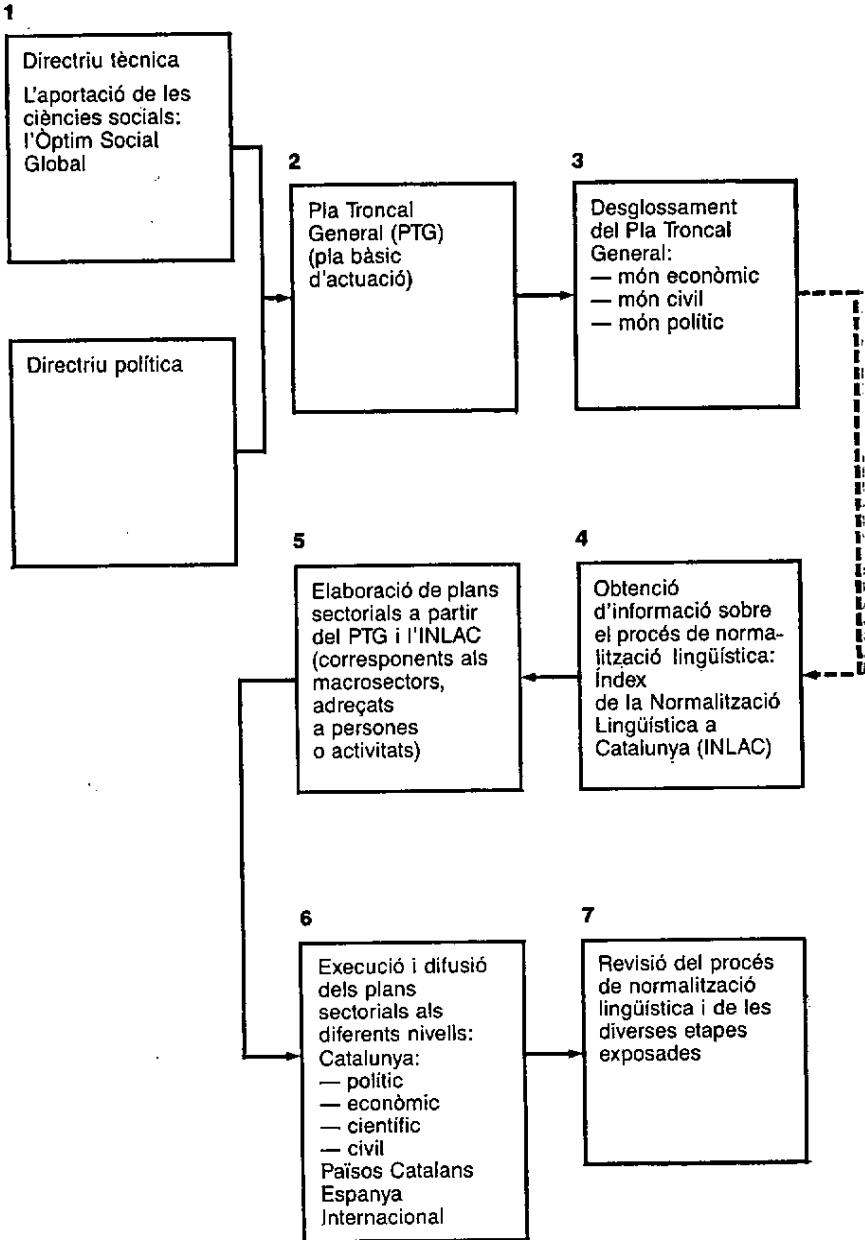 1
Directriu tècnica
L'aportació de les
ciències socials:
l'Òptim Social
Global
Directriu política
2
Pla Troncal
General (PTG)
(pla bàsic
d'actuació)
3
Desglossament
del Pla Troncal
General:
— món econòmic
— món civil
— món polític
4
Obtenció
d'informació sobre
el procés de norma-
lització lingüística:
Índex
de la Normalització
Lingüística a
Catalunya (INLAC)
5
Elaboració de plans
sectorials a partir
del PTG i l'INLAC
(corresponents als
macrosectors,
adreçats
a persones
o activitats)
6
Execució i difusió
dels plans
sectorials als
diferents nivells:
Catalunya:
— polític
— econòmic
— científic
— civil
Països Catalans
Espanya
Internacional
7
Revisió del procés
de normalització
lingüística i de les
diverses etapes
exposades